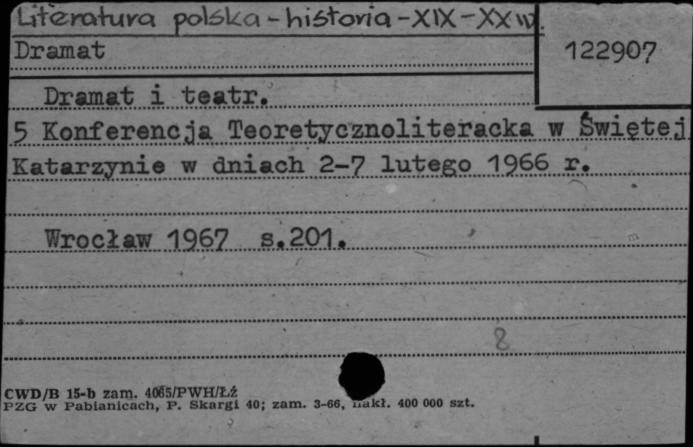 Literatura polska - historia - XIX - XX w.
Dramat
122907
Dramat i teatr.
5 Konferencja Teoretycznoliteracka w Świętej
Katarzynie w dniach 2-7 lutego 1966 r.
Wrocław 1967 s.201.
8
CWD/B 15-b zam. 4065/PWH/Łź
PZG w Pabianicach, P. Skargi 40; zam. 3-66, nakł. 400 000 szt.